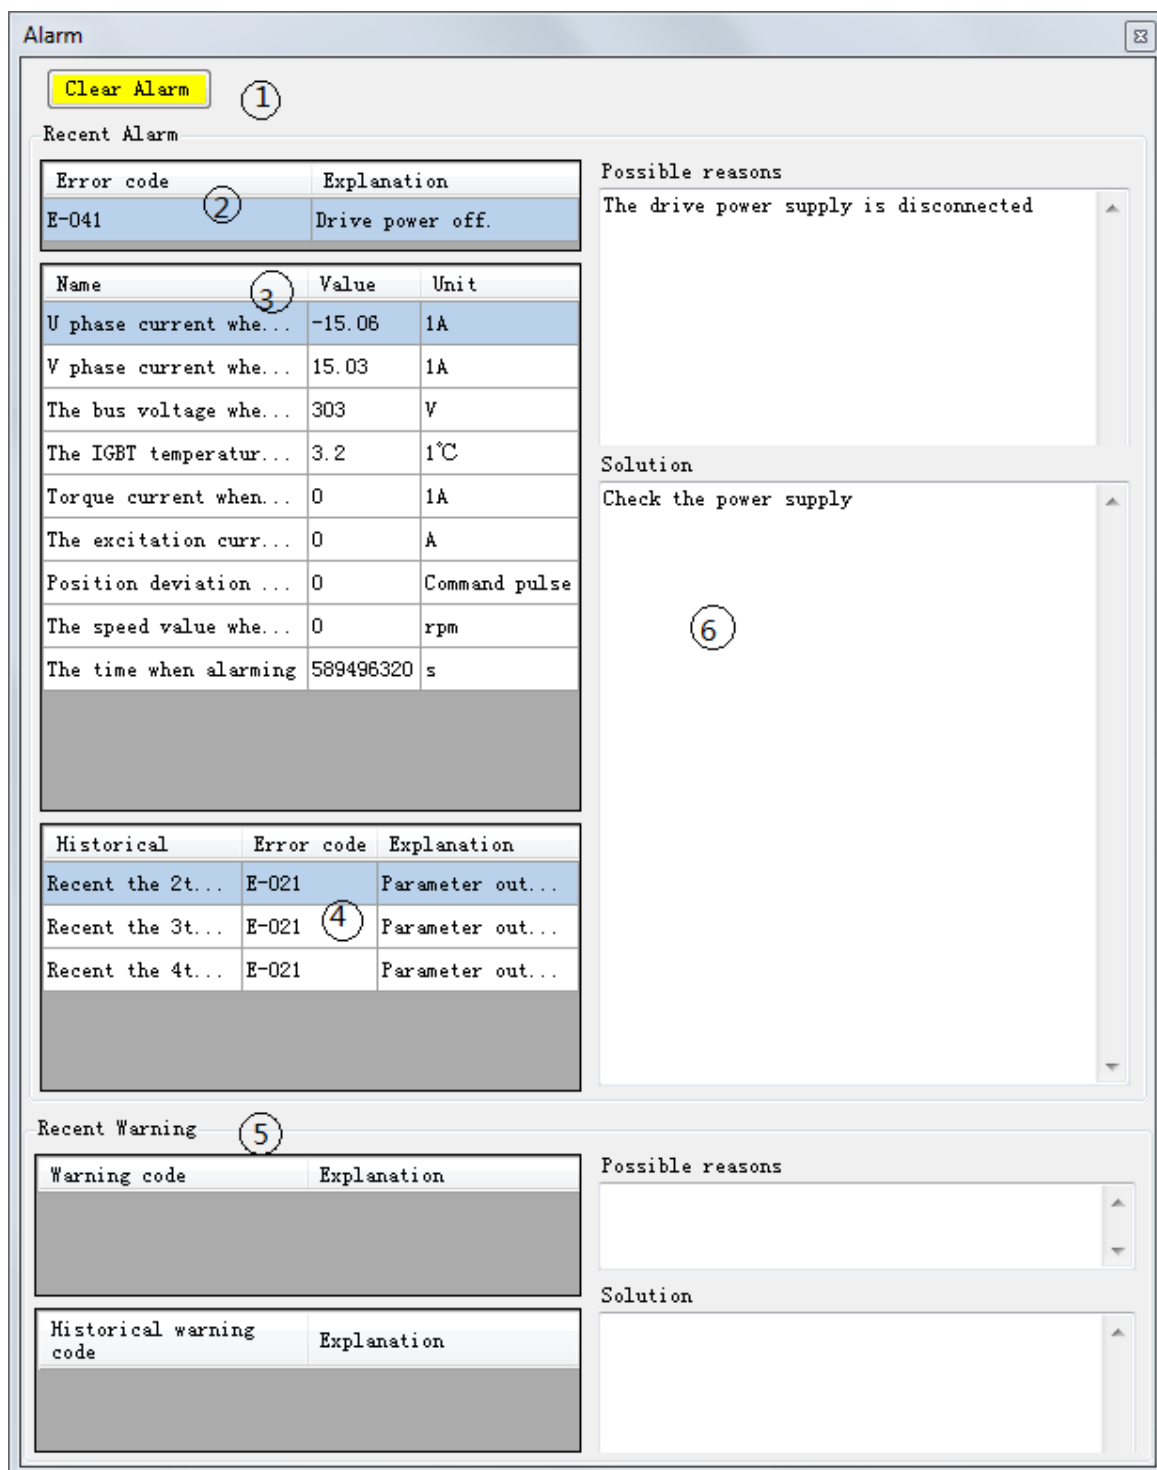 Alarm
Clear Alarm
1
Recent Alarm
Error code Explanation
2
E-041 Drive power off.
Name Value Unit
3
U phase current whe... -15.06 1A
V phase current whe... 15.03 1A
The bus voltage whe... 303 V
The IGBT temperatur... 3.2 1℃
Torque current when... 0 1A
The excitation curr... 0 A
Position deviation ... 0 Command pulse
The speed value whe... 0 rpm
The time when alarming 589496320 s
Historical Error code Explanation
Recent the 2t... E-021 Parameter out...
Recent the 3t... E-021 Parameter out...
4
Recent the 4t... E-021 Parameter out...
Possible reasons
The drive power supply is disconnected
Solution
Check the power supply
6
Recent Warning
5
Warning code Explanation
Historical warning
code
Explanation
Possible reasons
Solution